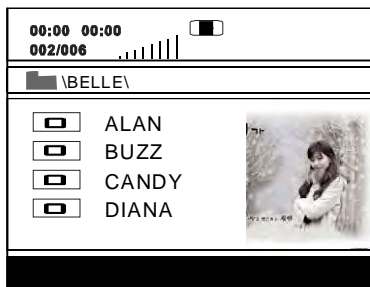 00:00 00:00
002/006
\BELLE\
ALAN
BUZZ
CANDY
DIANA